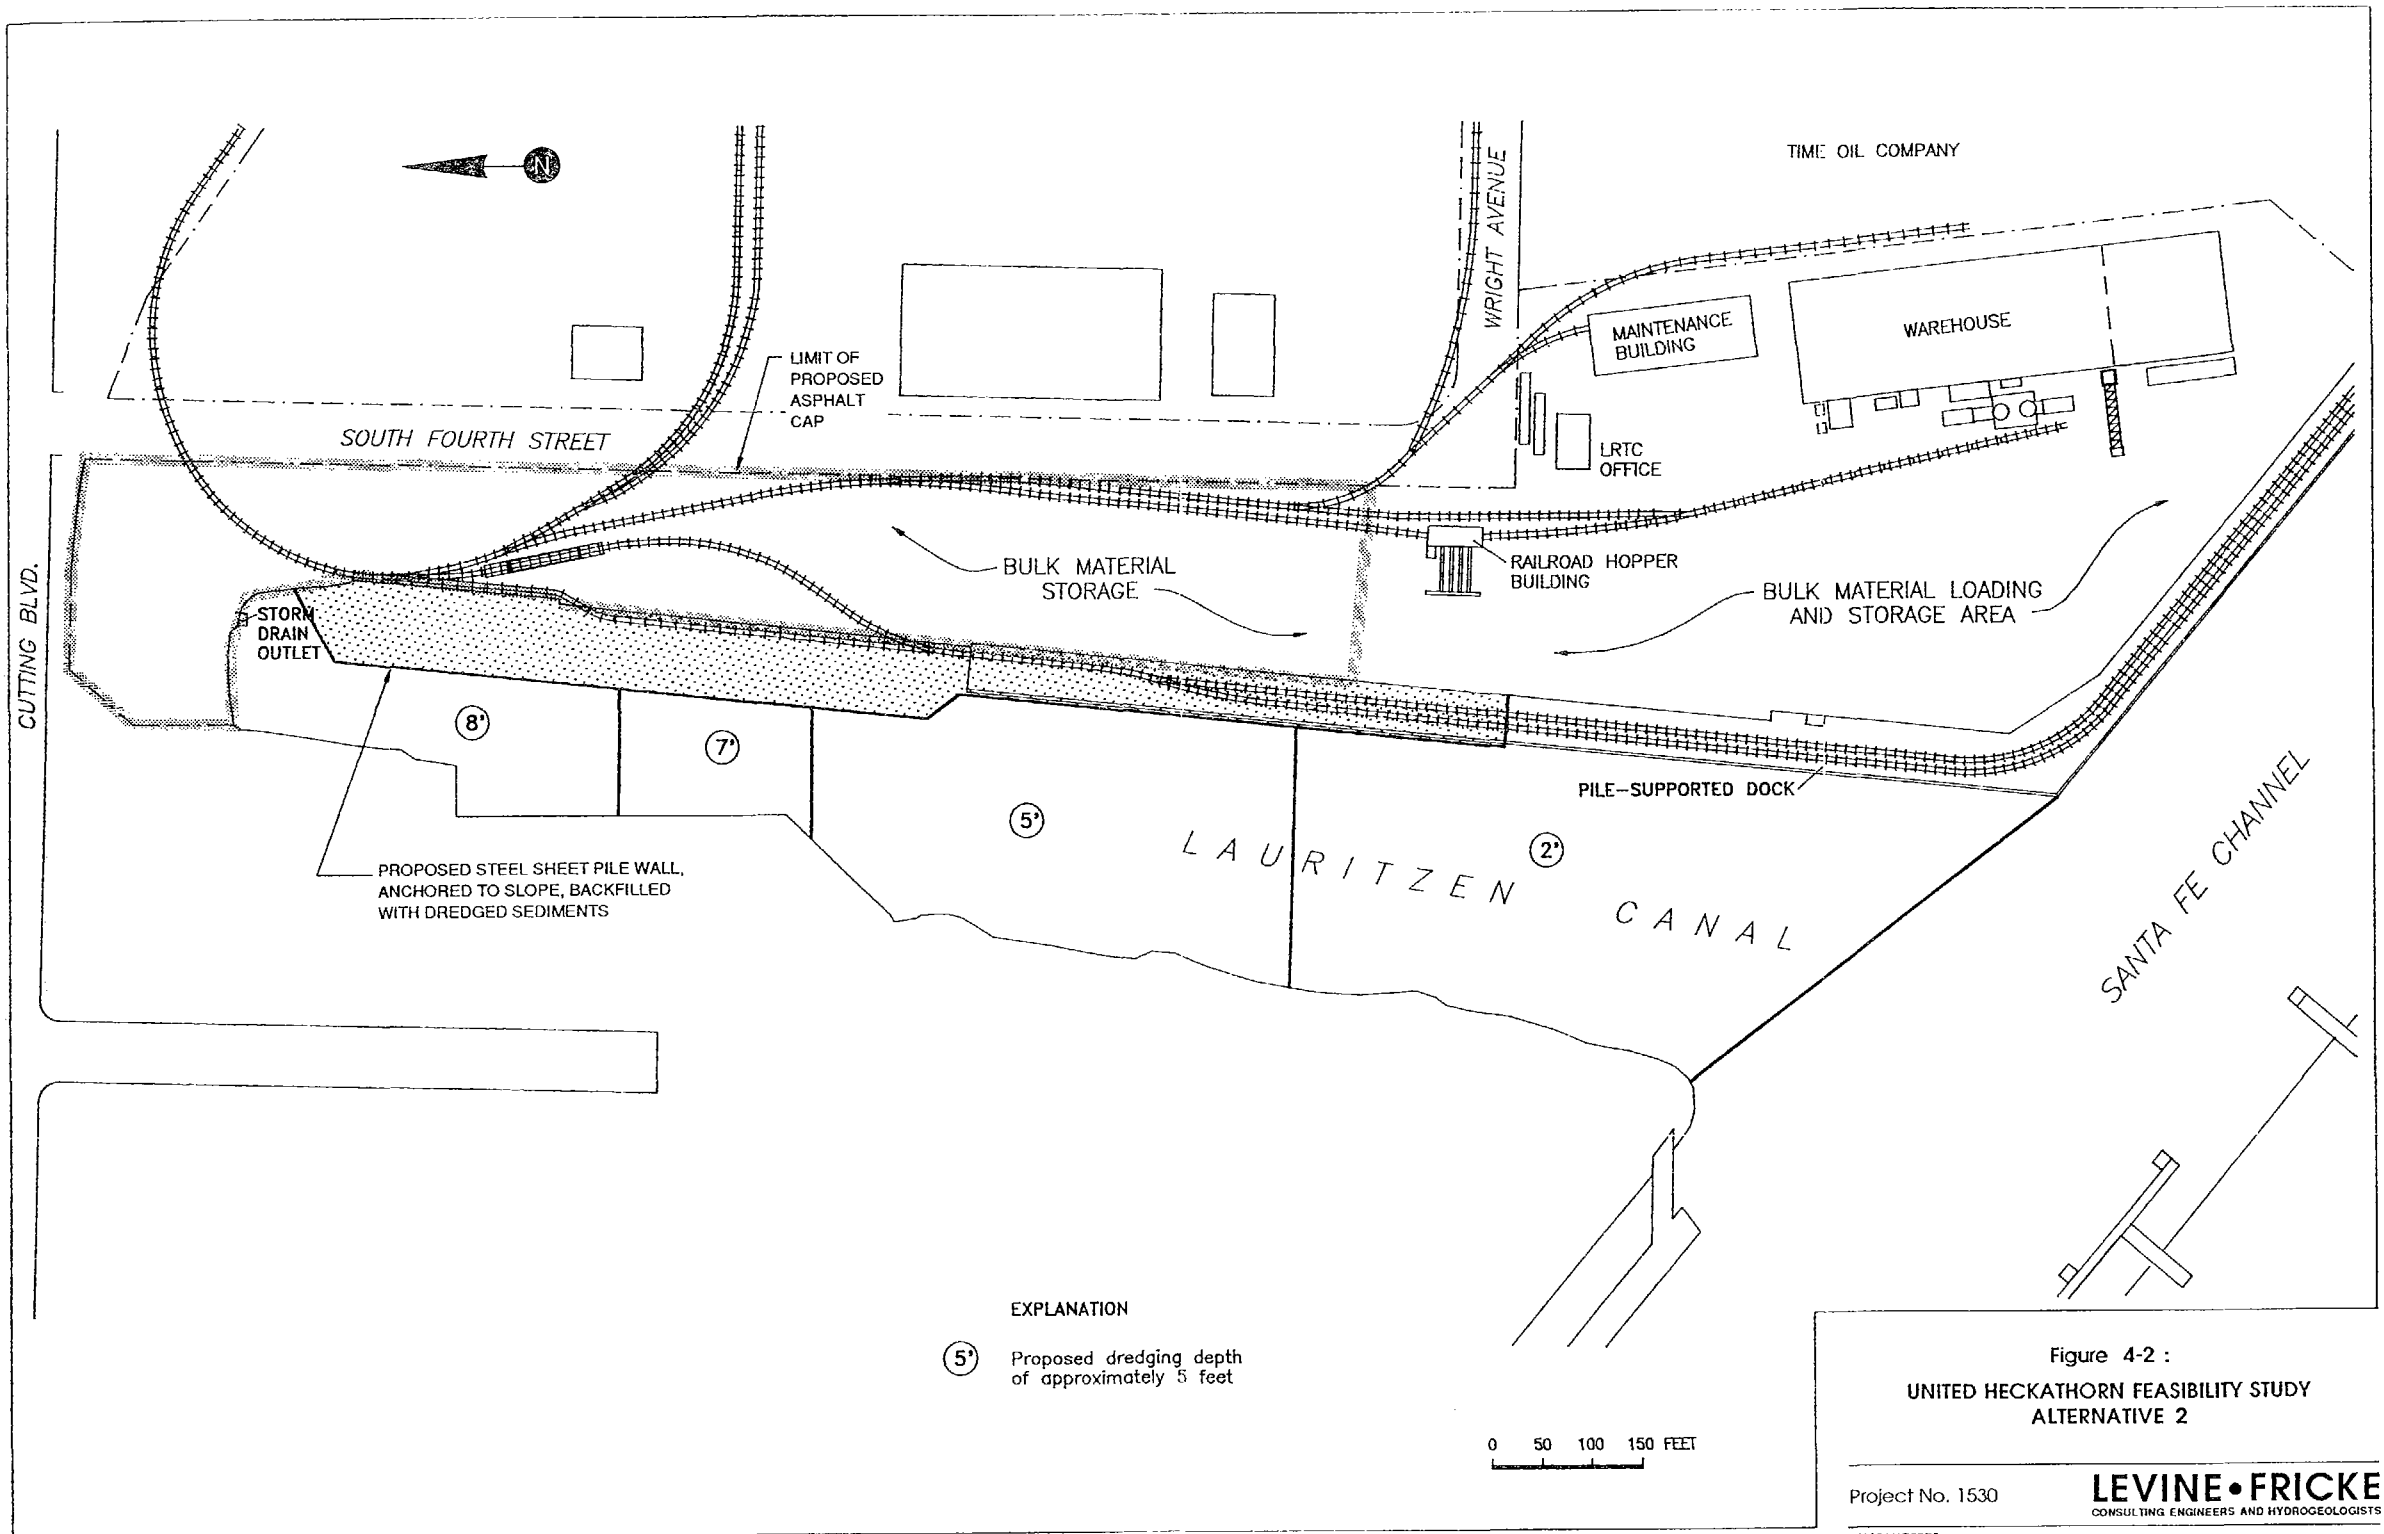 TIME OIL COMPANY
N
WRIGHT AVENUE
MAINTENANCE
BUILDING
WAREHOUSE
LIMIT OF
PROPOSED
ASPHALT
CAP
SOUTH FOURTH STREET
LRTC
OFFICE
CUTTING BLVD.
BULK MATERIAL
STORAGE
RAILROAD HOPPER
BUILDING
BULK MATERIAL LOADING
AND STORAGE AREA
STORM
DRAIN
OUTLET
8'
7'
5'
2'
PILE-SUPPORTED DOCK
LAURITZEN CANAL
SANTA FE CHANNEL
PROPOSED STEEL SHEET PILE WALL,
ANCHORED TO SLOPE, BACKFILLED
WITH DREDGED SEDIMENTS
EXPLANATION
5' Proposed dredging depth
of approximately 5 feet
0 50 100 150 FEET
Figure 4-2 :
UNITED HECKATHORN FEASIBILITY STUDY
ALTERNATIVE 2
Project No. 1530
LEVINE•FRICKE
CONSULTING ENGINEERS AND HYDROGEOLOGISTS